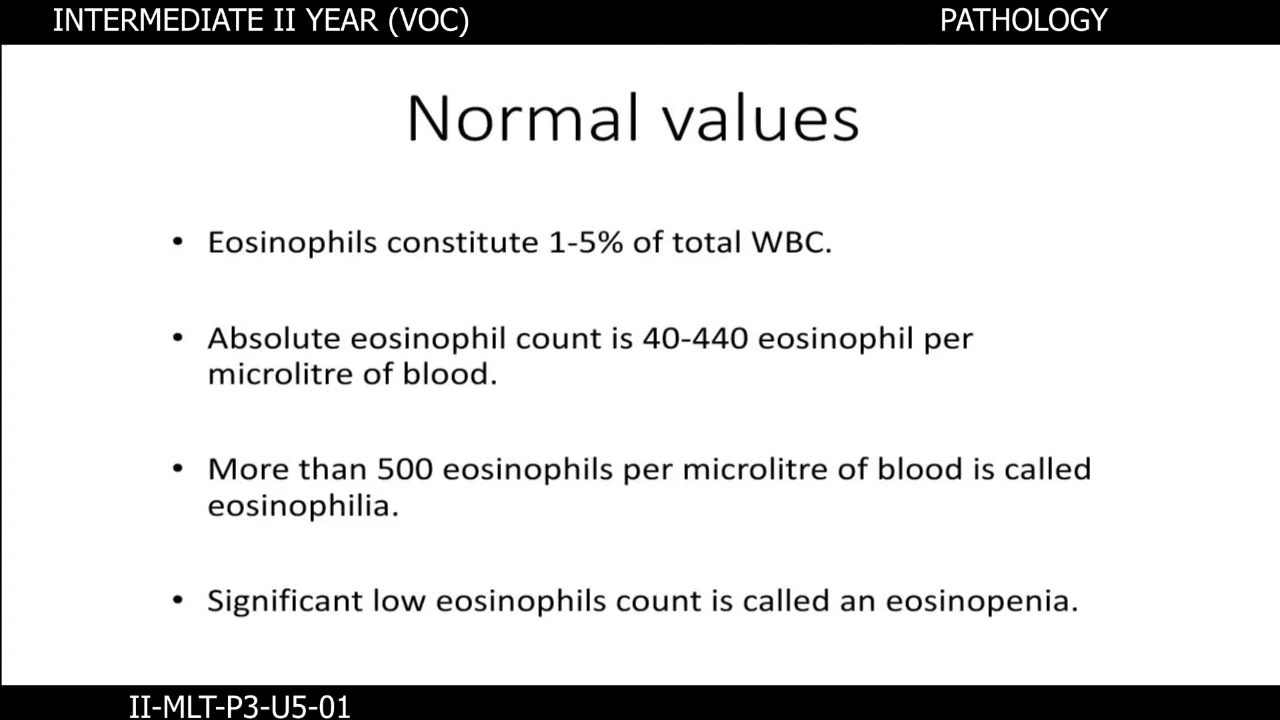 INTERMEDIATE II YEAR (VOC)
PATHOLOGY
Normal values
• Eosinophils constitute 1-5% of total WBC.
• Absolute eosinophil count is 40-440 eosinophil per
microlitre of blood.
• More than 500 eosinophils per microlitre of blood is called
eosinophilia.
• Significant low eosinophils count is called an eosinopenia.
II-MLT-P3-U5-01